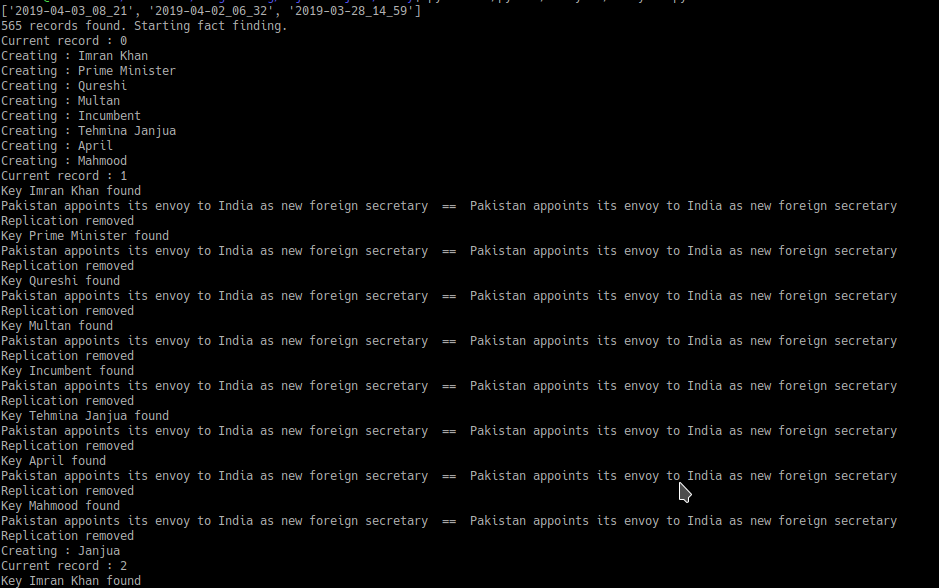 ['2019-04-03_08_21', '2019-04-02_06_32', '2019-03-28_14_59']
565 records found. Starting fact finding.
Current record : 0
Creating : Imran Khan
Creating : Prime Minister
Creating : Qureshi
Creating : Multan
Creating : Incumbent
Creating : Tehmina Janjua
Creating : April
Creating : Mahmood
Current record : 1
Key Imran Khan found
Pakistan appoints its envoy to India as new foreign secretary  ==  Pakistan appoints its envoy to India as new foreign secretary
Replication removed
Key Prime Minister found
Pakistan appoints its envoy to India as new foreign secretary  ==  Pakistan appoints its envoy to India as new foreign secretary
Replication removed
Key Qureshi found
Pakistan appoints its envoy to India as new foreign secretary  ==  Pakistan appoints its envoy to India as new foreign secretary
Replication removed
Key Multan found
Pakistan appoints its envoy to India as new foreign secretary  ==  Pakistan appoints its envoy to India as new foreign secretary
Replication removed
Key Incumbent found
Pakistan appoints its envoy to India as new foreign secretary  ==  Pakistan appoints its envoy to India as new foreign secretary
Replication removed
Key Tehmina Janjua found
Pakistan appoints its envoy to India as new foreign secretary  ==  Pakistan appoints its envoy to India as new foreign secretary
Replication removed
Key April found
Pakistan appoints its envoy to India as new foreign secretary  ==  Pakistan appoints its envoy to India as new foreign secretary
Replication removed
Key Mahmood found
Pakistan appoints its envoy to India as new foreign secretary  ==  Pakistan appoints its envoy to India as new foreign secretary
Replication removed
Creating : Janjua
Current record : 2
Key Imran Khan found